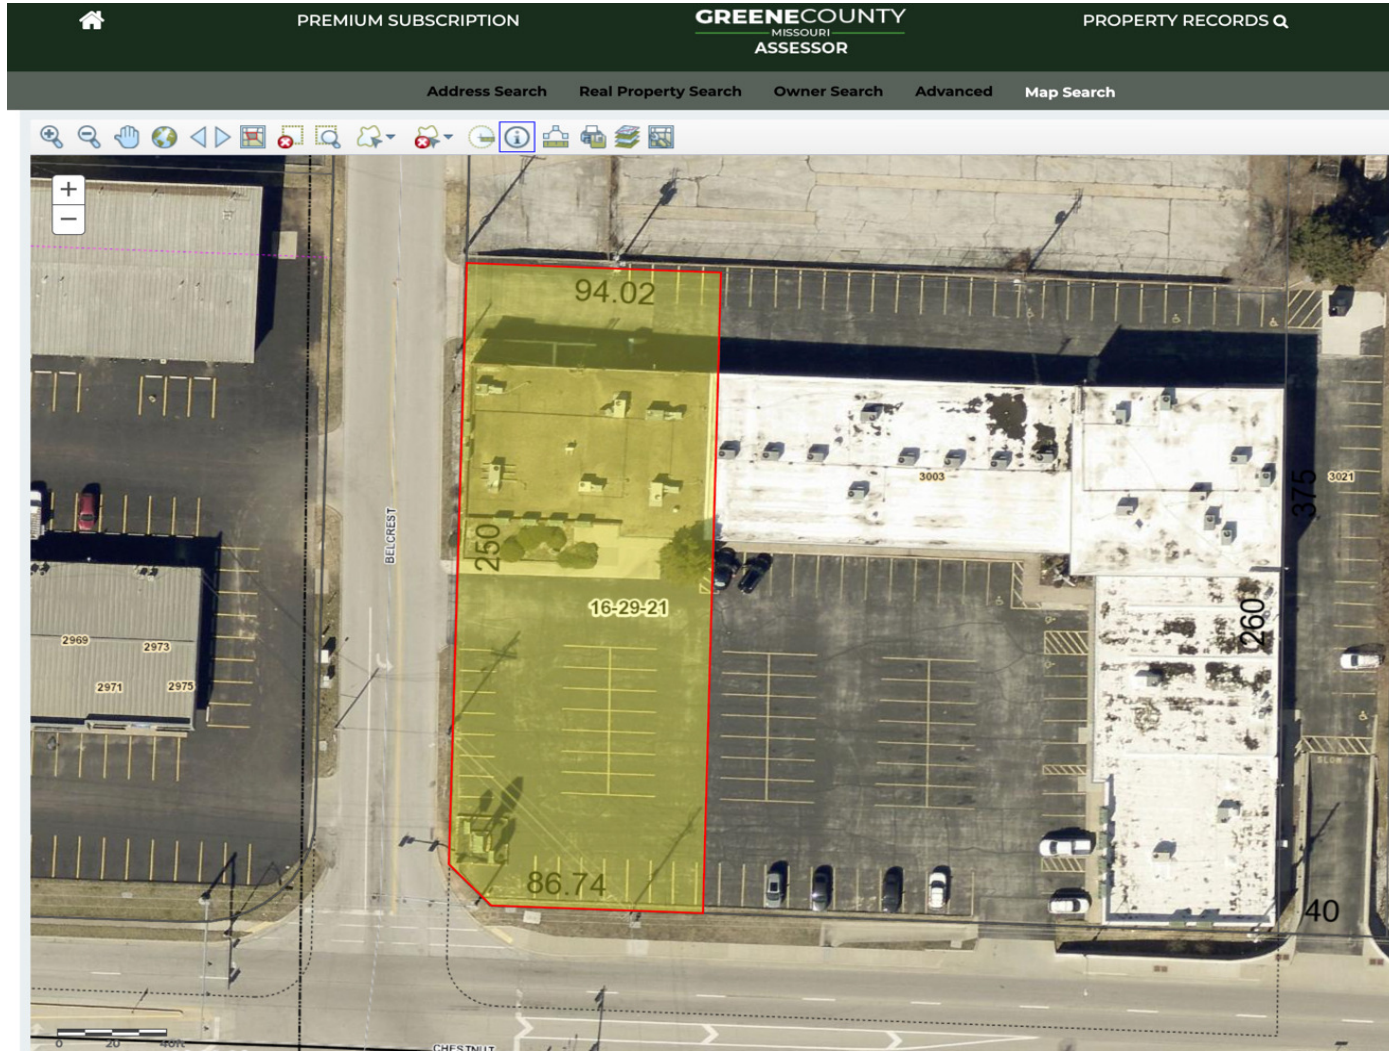 PREMIUM SUBSCRIPTION
GREENECOUNTY
MISSOURI
ASSESSOR
PROPERTY RECORDS
Address Search Real Property Search Owner Search Advanced Map Search
+
−
94.02
3003
375
3021
BELCREST
250
16-29-21
260
2969
2973
2971
2975
SLOW
86.74
40
0 20 40ft
CHESTNUT